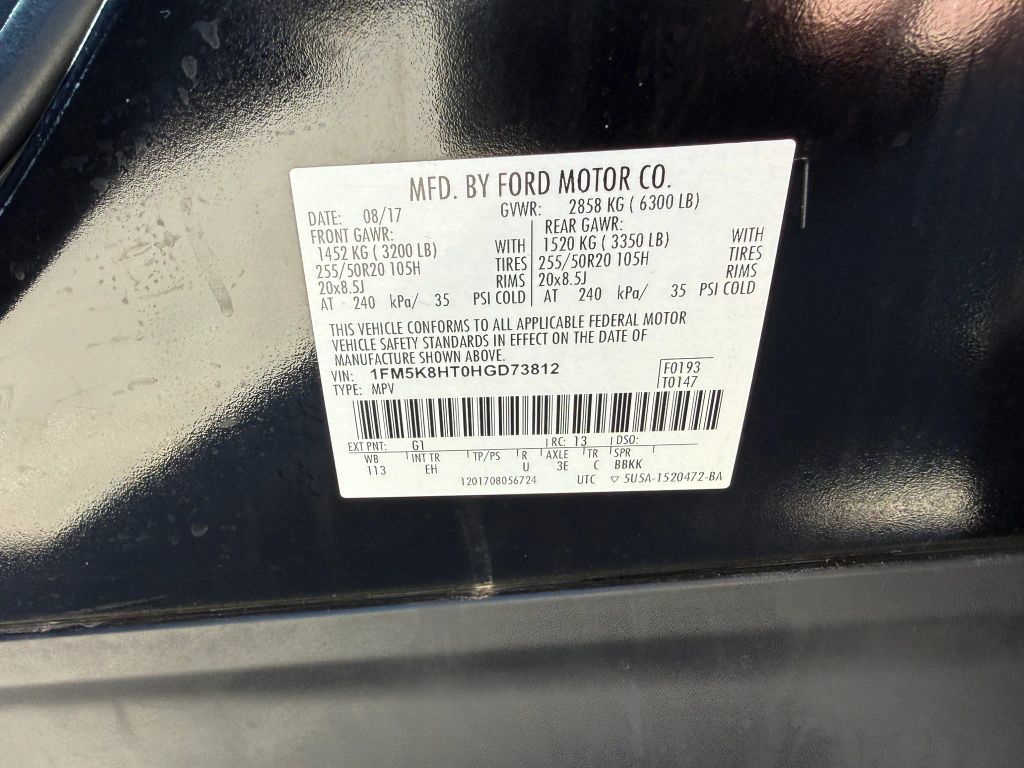 MFD. BY FORD MOTOR CO.
DATE: 08/17 GVWR: 2858 KG ( 6300 LB)
FRONT GAWR: REAR GAWR:
1452 KG ( 3200 LB) WITH 1520 KG ( 3350 LB) WITH
255/50R20 105H TIRES 255/50R20 105H TIRES
20x8.5J RIMS 20x8.5J RIMS
AT 240 kPa/ 35 PSI COLD AT 240 kPa/ 35 PSI COLD
THIS VEHICLE CONFORMS TO ALL APPLICABLE FEDERAL MOTOR
VEHICLE SAFETY STANDARDS IN EFFECT ON THE DATE OF
MANUFACTURE SHOWN ABOVE.
VIN: 1FM5K8HT0HGD73812 F0193
TYPE: MPV T0147
EXT PNT: G1 RC: 13 DSO:
WB INT TR TP/PS R AXLE TR SPR
113 EH U 3E C BBKK
1201708056724 UTC ▽ 5U5A-1520472-BA